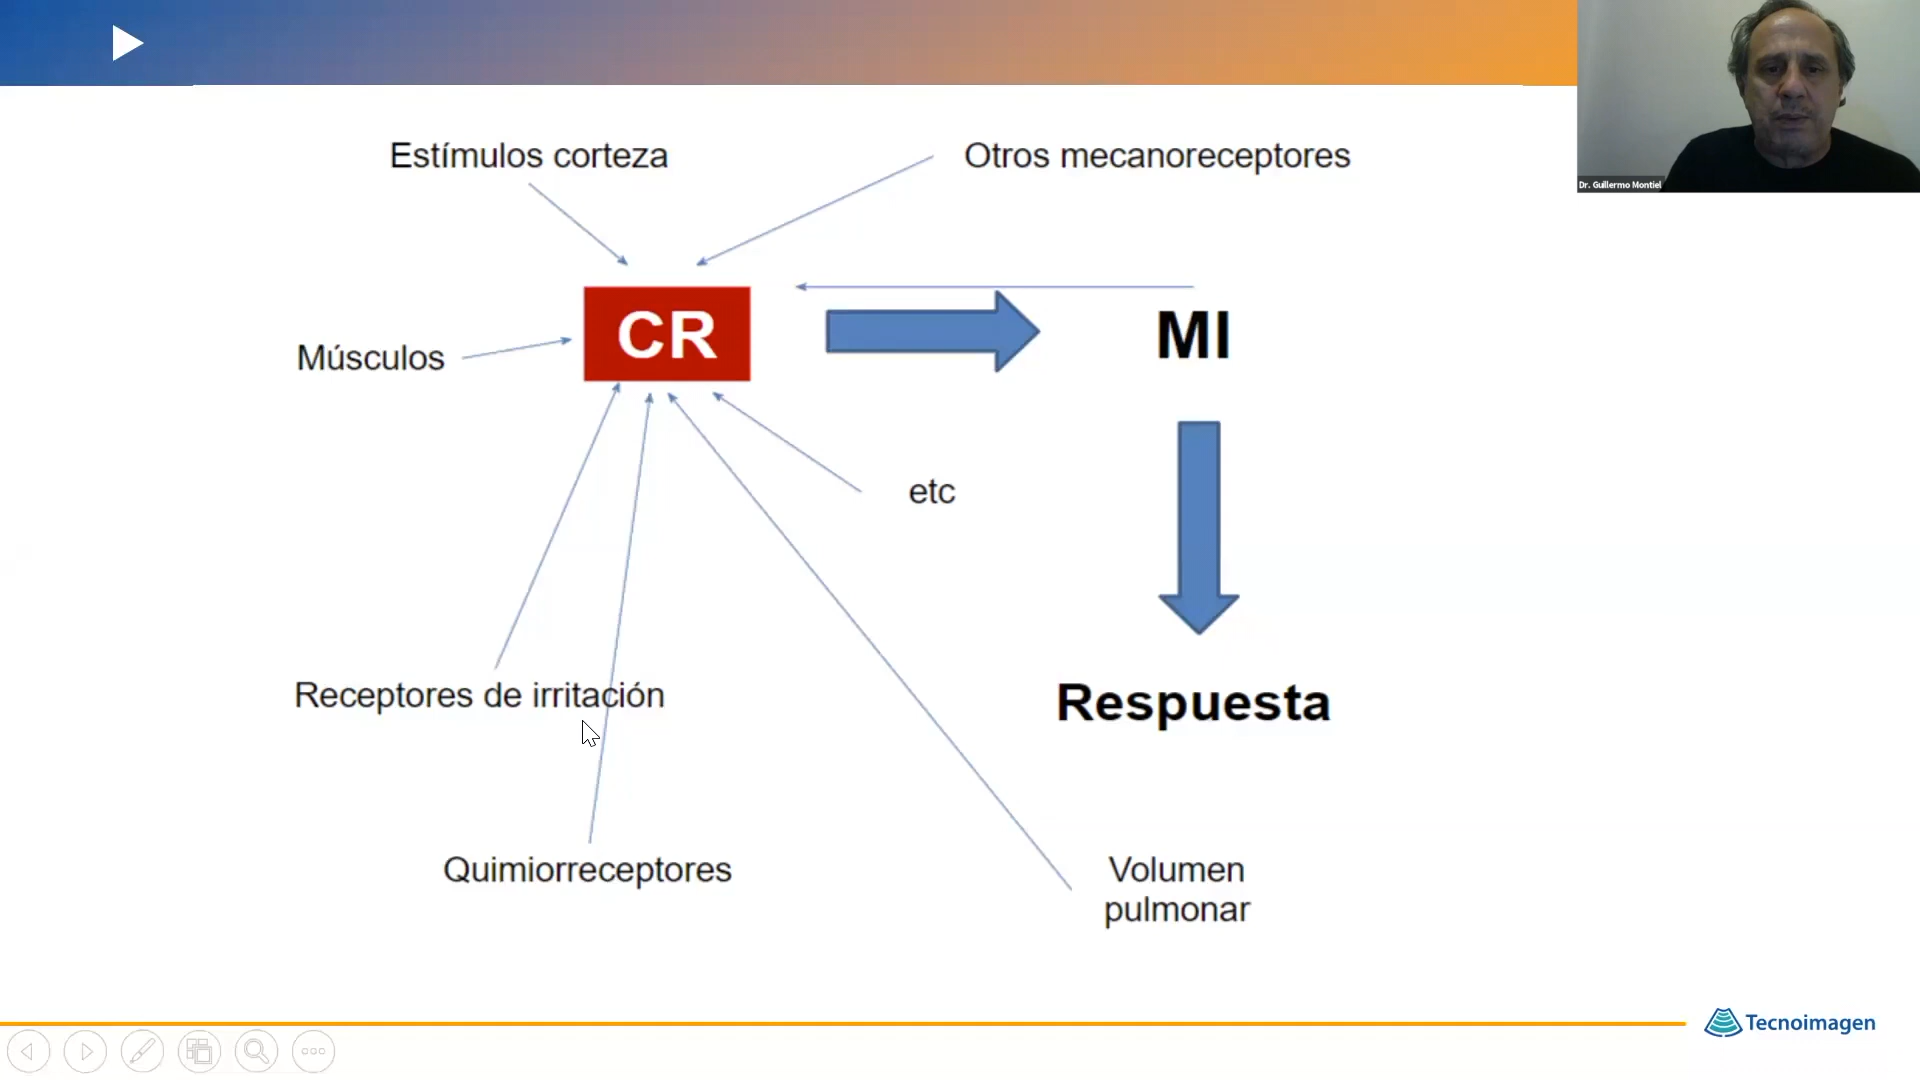 Estímulos corteza
Otros mecanoreceptores
Dr. Guillermo Montiel
CR
MI
Músculos
etc
Receptores de irritación
Respuesta
Quimiorreceptores
Volumen
pulmonar
Tecnoimagen